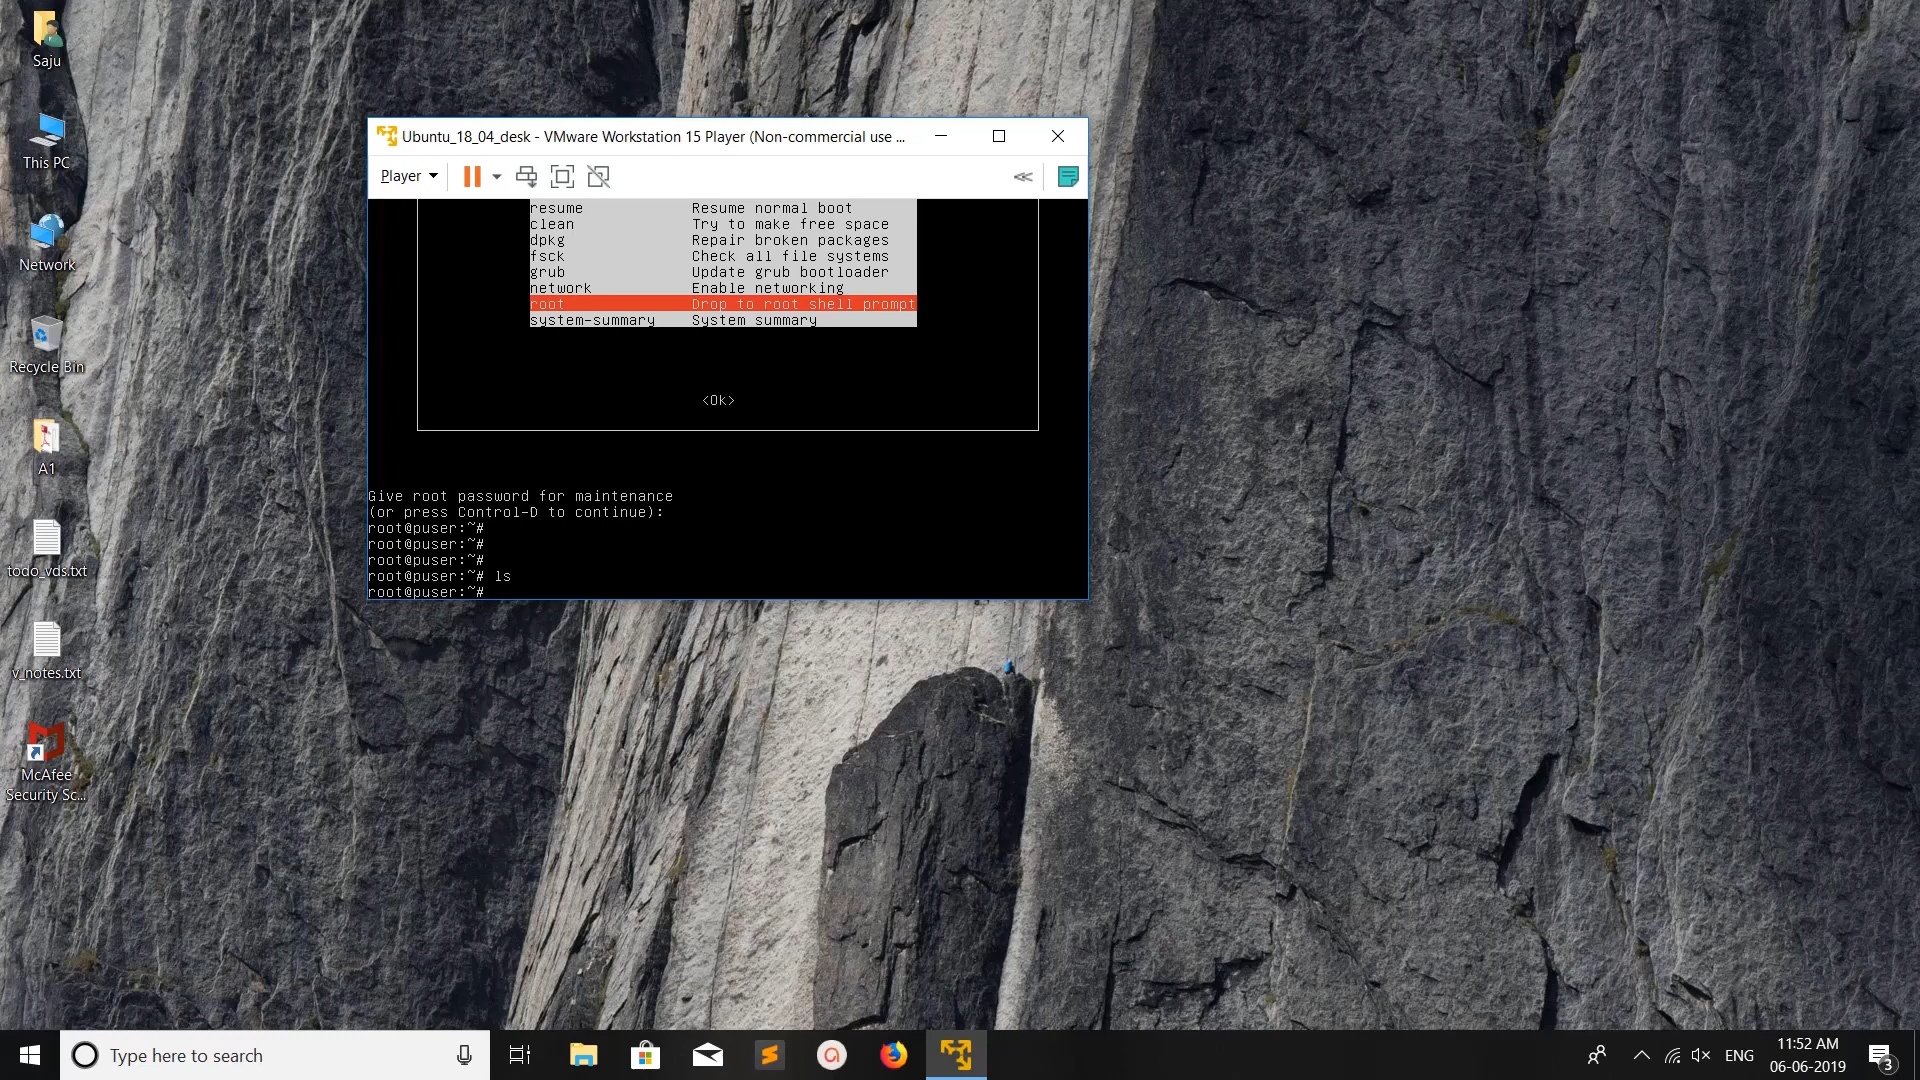 Saju
This PC
Network
Recycle Bin
A1
todo_vds.txt
v_notes.txt
McAfee
Security Sc...
Ubuntu_18_04_desk - VMware Workstation 15 Player (Non-commercial use ...
Player
resume Resume normal boot
clean Try to make free space
dpkg Repair broken packages
fsck Check all file systems
grub Update grub bootloader
network Enable networking
root Drop to root shell prompt
system-summary System summary
<Ok>
Give root password for maintenance
(or press Control-D to continue):
root@puser:~#
root@puser:~#
root@puser:~#
root@puser:~# ls
root@puser:~#
Type here to search
ENG
11:52 AM
06-06-2019
3